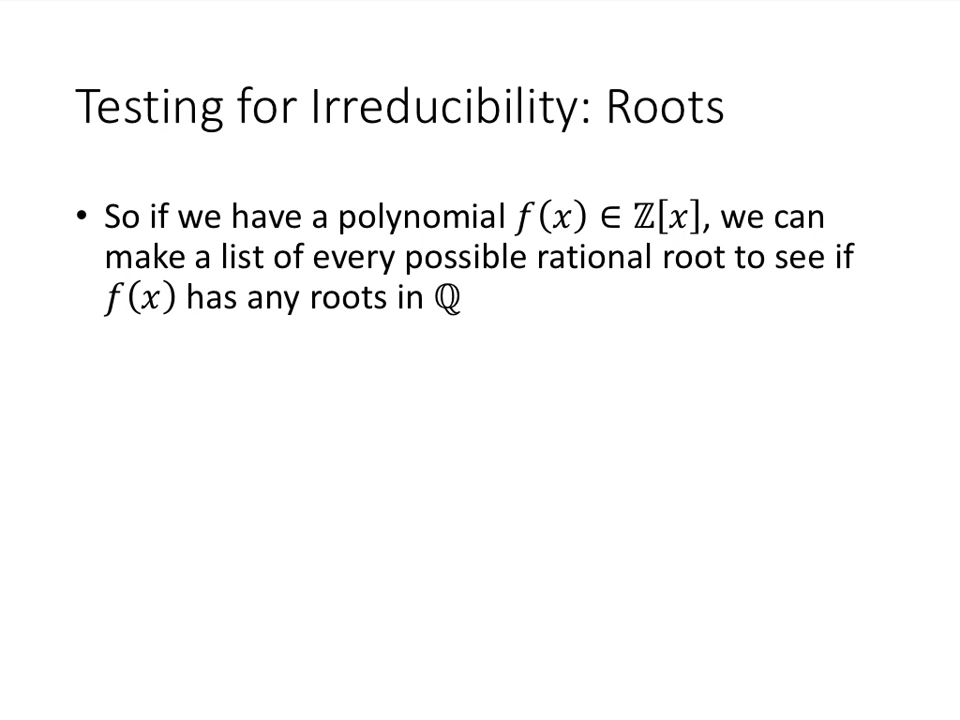 Testing for Irreducibility: Roots
• So if we have a polynomial 𝑓(𝑥) ∈ ℤ[𝑥], we can
make a list of every possible rational root to see if
𝑓(𝑥) has any roots in ℚ